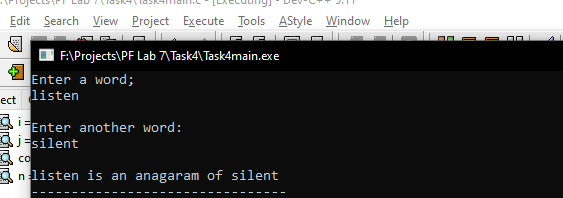 :\Projects\PF Lab 7\Task4\Task4main.c - [Executing] - Dev-C++ 5.11
Edit Search View Project Execute Tools AStyle Window Help
F:\Projects\PF Lab 7\Task4\Task4main.exe
Enter a word;
listen
Enter another word:
silent
listen is an anagaram of silent
--------------------------------
ect
i =
j =
co
n